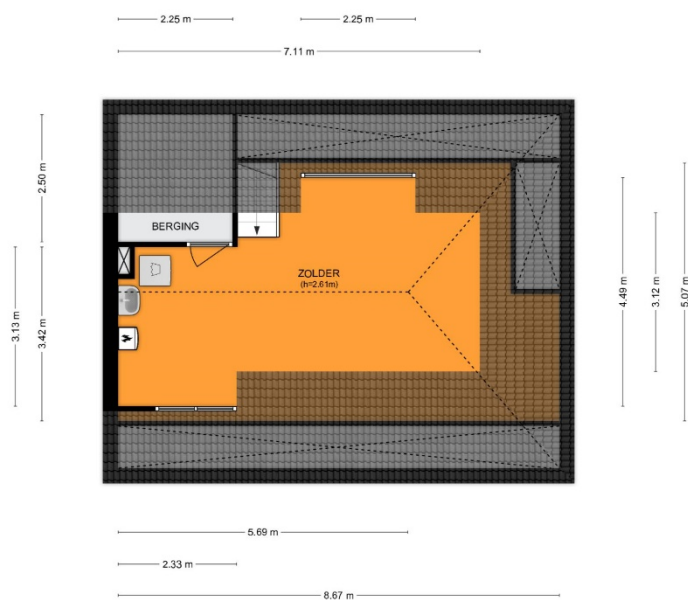 2.25 m
2.25 m
7.11 m
2.50 m
BERGING
ZOLDER
(h=2.61m)
3.13 m
3.42 m
4.49 m
3.12 m
5.07 m
5.69 m
2.33 m
8.67 m